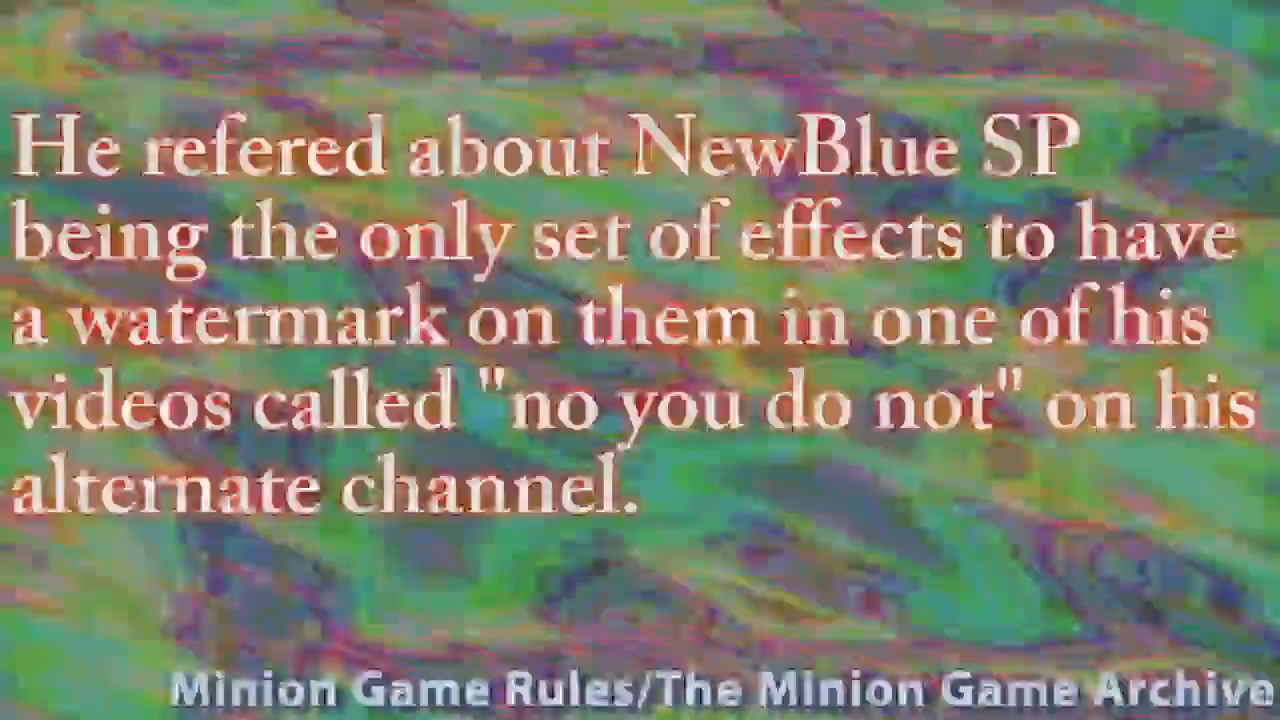 He refered about NewBlue SP
being the only set of effects to have
a watermark on them in one of his
videos called "no you do not" on his
alternate channel.
Minion Game Rules/The Minion Game Archive